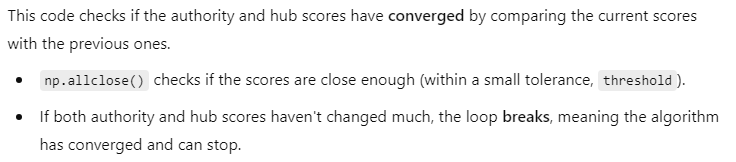 This code checks if the authority and hub scores have converged by comparing the current scores
with the previous ones.
• np.allclose() checks if the scores are close enough (within a small tolerance, threshold ).
• If both authority and hub scores haven't changed much, the loop breaks, meaning the algorithm
has converged and can stop.